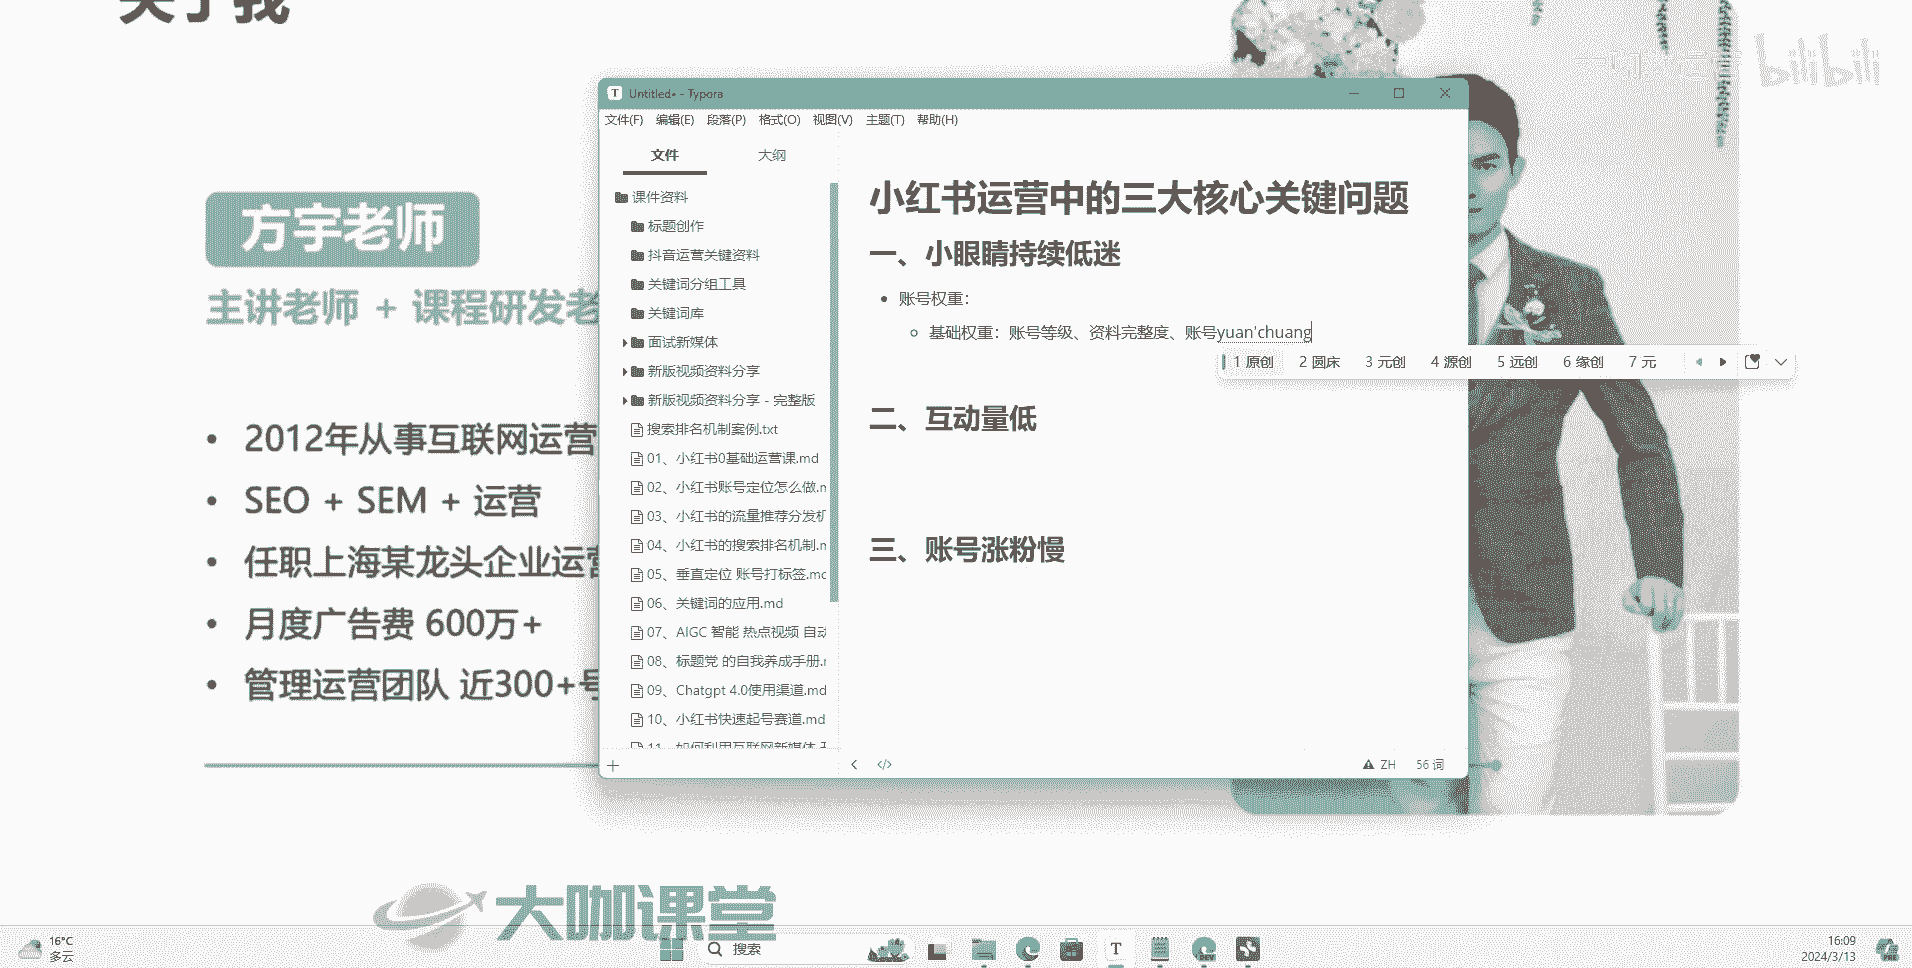 关于我
bilibili
方宇老师
主讲老师 + 课程研发老
2012年从事互联网运营
SEO + SEM + 运营
任职上海某龙头企业运营
月度广告费 600万+
管理运营团队 近300+号
Untitled• - Typora
文件(F) 编辑(E) 段落(P) 格式(O) 视图(V) 主题(T) 帮助(H)
文件 大纲
课件资料
标题创作
抖音运营关键资料
关键词分组工具
关键词库
面试新媒体
新版视频资料分享
新版视频资料分享 - 完整版
搜索排名机制案例.txt
01、小红书0基础运营课.md
02、小红书账号定位怎么做.m
03、小红书的流量推荐分发机
04、小红书的搜索排名机制.m
05、垂直定位 账号打标签.md
06、关键词的应用.md
07、AIGC 智能 热点视频 自动
08、标题党 的自我养成手册.m
09、Chatgpt 4.0使用渠道.md
10、小红书快速起号赛道.md
11、如何利用互联网新媒体
小红书运营中的三大核心关键问题
一、小眼睛持续低迷
账号权重：
基础权重：账号等级、资料完整度、账号yuan'chuang
1 原创 2 圆床 3 元创 4 源创 5 远创 6 缘创 7 元
二、互动量低
三、账号涨粉慢
ZH 56 词
大咖课堂
16°C
多云
搜索
T
DEV
16:09
2024/3/13
PRE